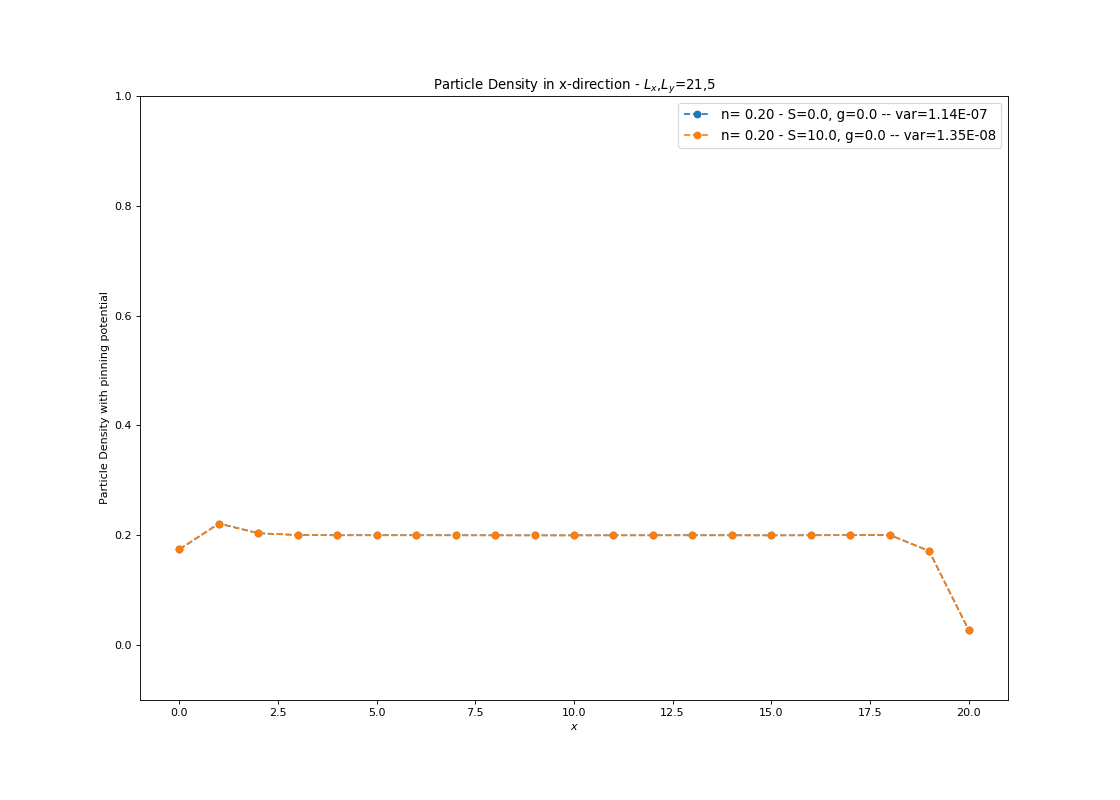 Particle Density in x-direction - $L_x$,$L_y$=21,5
n= 0.20 - S=0.0, g=0.0 -- var=1.14E-07
n= 0.20 - S=10.0, g=0.0 -- var=1.35E-08
Particle Density with pinning potential
1.0
0.8
0.6
0.4
0.2
0.0
0.0 2.5 5.0 7.5 10.0 12.5 15.0 17.5 20.0
x